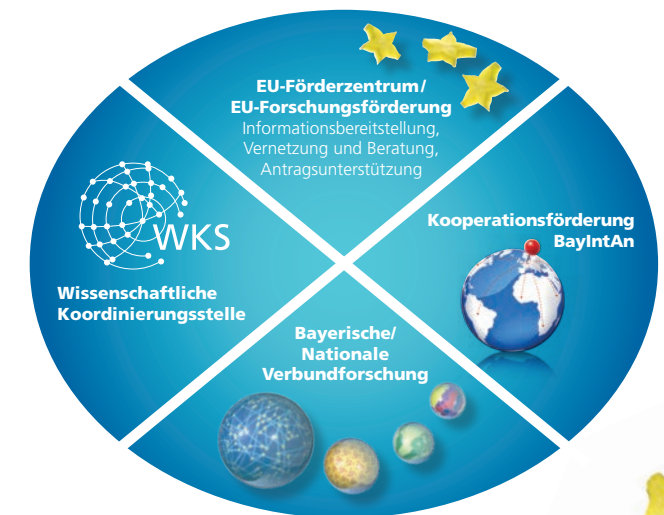 EU-Förderzentrum/
EU-Forschungsförderung
Informationsbereitstellung,
Vernetzung und Beratung,
Antragsunterstützung
WKS
Wissenschaftliche
Koordinierungsstelle
Kooperationsförderung
BayIntAn
Bayerische/
Nationale
Verbundforschung